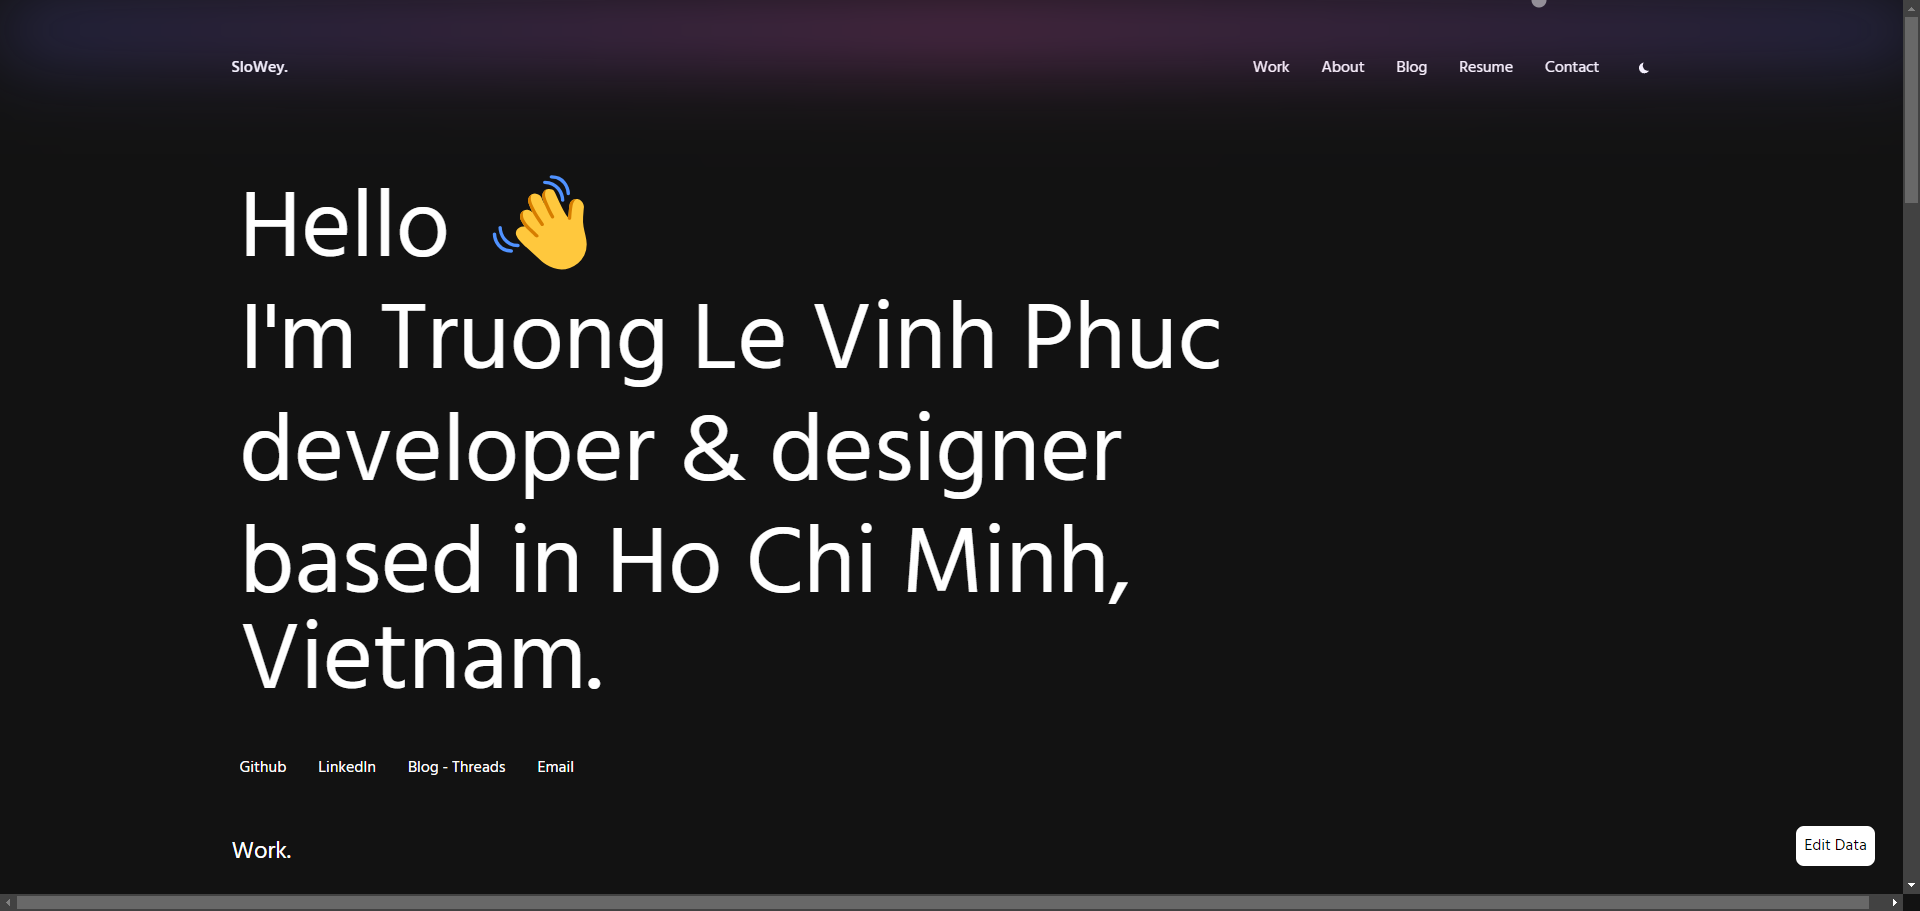 SloWey.
Work About Blog Resume Contact
Hello
I'm Truong Le Vinh Phuc
developer & designer
based in Ho Chi Minh,
Vietnam.
Github LinkedIn Blog - Threads Email
Work.
Edit Data